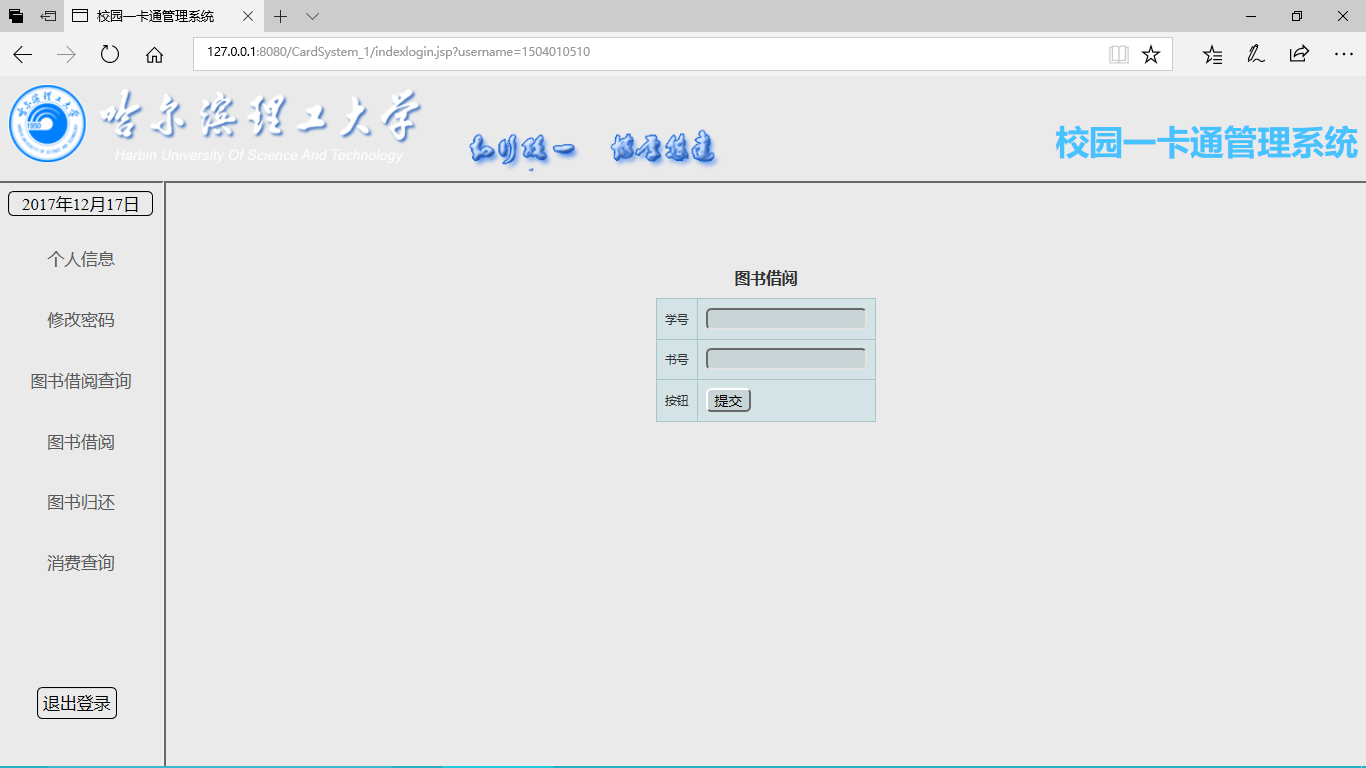 校园一卡通管理系统
127.0.0.1:8080/CardSystem_1/indexlogin.jsp?username=1504010510
哈尔滨理工大学
1950
Harbin University Of Science And Technology
知行统一 博厚悠远
校园一卡通管理系统
2017年12月17日
个人信息
修改密码
图书借阅查询
图书借阅
图书归还
消费查询
退出登录
图书借阅
学号
书号
按钮 提交